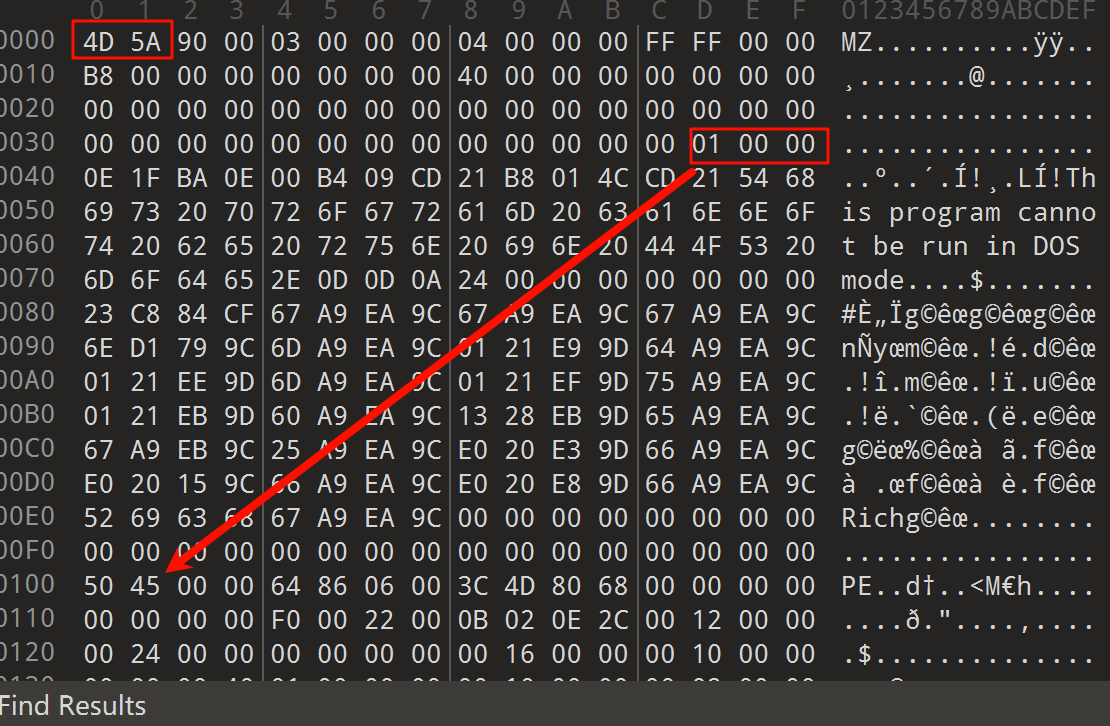 0 1 2 3 4 5 6 7 8 9 A B C D E F 0123456789ABCDEF
0000 4D 5A 90 00 03 00 00 00 04 00 00 00 FF FF 00 00 MZ..........ÿÿ..
0010 B8 00 00 00 00 00 00 00 40 00 00 00 00 00 00 00 ¸.......@.......
0020 00 00 00 00 00 00 00 00 00 00 00 00 00 00 00 00 ................
0030 00 00 00 00 00 00 00 00 00 00 00 00 00 01 00 00 ................
0040 0E 1F BA 0E 00 B4 09 CD 21 B8 01 4C CD 21 54 68 ..º..´.Í!¸.LÍ!Th
0050 69 73 20 70 72 6F 67 72 61 6D 20 63 61 6E 6E 6F is program canno
0060 74 20 62 65 20 72 75 6E 20 69 6E 20 44 4F 53 20 t be run in DOS
0070 6D 6F 64 65 2E 0D 0D 0A 24 00 00 00 00 00 00 00 mode....$.......
0080 23 C8 84 CF 67 A9 EA 9C 67 A9 EA 9C 67 A9 EA 9C #È„Ïg©êœg©êœg©êœ
0090 6E D1 79 9C 6D A9 EA 9C 01 21 E9 9D 64 A9 EA 9C nÑyœm©êœ.!é.d©êœ
00A0 01 21 EE 9D 6D A9 EA 9C 01 21 EF 9D 75 A9 EA 9C .!î.m©êœ.!ï.u©êœ
00B0 01 21 EB 9D 60 A9 EA 9C 13 28 EB 9D 65 A9 EA 9C .!ë.`©êœ.(ë.e©êœ
00C0 67 A9 EB 9C 25 A9 EA 9C E0 20 E3 9D 66 A9 EA 9C g©ëœ%©êœà ã.f©êœ
00D0 E0 20 15 9C 66 A9 EA 9C E0 20 E8 9D 66 A9 EA 9C à .œf©êœà è.f©êœ
00E0 52 69 63 68 67 A9 EA 9C 00 00 00 00 00 00 00 00 Richg©êœ........
00F0 00 00 00 00 00 00 00 00 00 00 00 00 00 00 00 00 ................
0100 50 45 00 00 64 86 06 00 3C 4D 80 68 00 00 00 00 PE..d†..<M€h....
0110 00 00 00 00 F0 00 22 00 0B 02 0E 2C 00 12 00 00 ....ð."....,....
0120 00 24 00 00 00 00 00 00 00 16 00 00 00 10 00 00 .$..............
Find Results